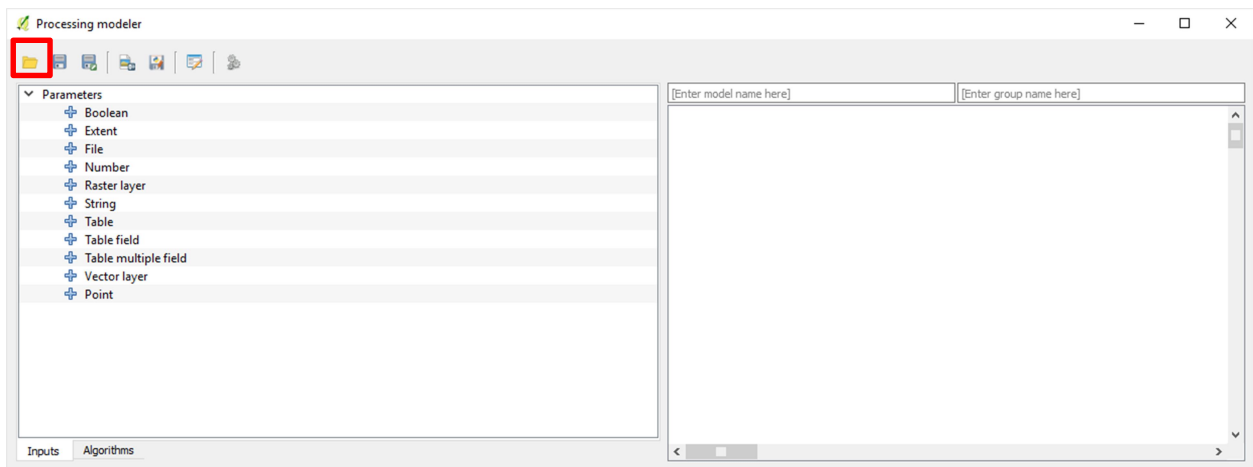 Processing modeler
Parameters
Boolean
Extent
File
Number
Raster layer
String
Table
Table field
Table multiple field
Vector layer
Point
Inputs Algorithms
[Enter model name here] [Enter group name here]